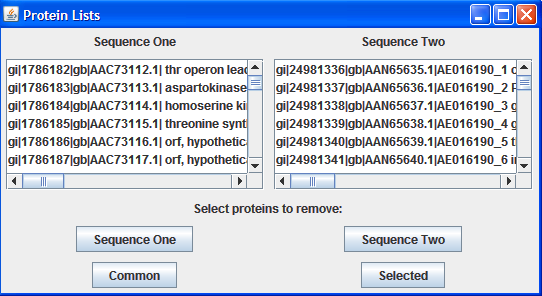 Protein Lists
Sequence One
Sequence Two
gi|1786182|gb|AAC73112.1| thr operon lead
gi|1786183|gb|AAC73113.1| aspartokinase
gi|1786184|gb|AAC73114.1| homoserine kin
gi|1786185|gb|AAC73115.1| threonine synth
gi|1786186|gb|AAC73116.1| orf, hypothetica
gi|1786187|gb|AAC73117.1| orf, hypothetica
gi|24981336|gb|AAN65635.1|AE016190_1 c
gi|24981337|gb|AAN65636.1|AE016190_2 P
gi|24981338|gb|AAN65637.1|AE016190_3 g
gi|24981339|gb|AAN65638.1|AE016190_4 g
gi|24981340|gb|AAN65639.1|AE016190_5 t
gi|24981341|gb|AAN65640.1|AE016190_6 i
Select proteins to remove:
Sequence One
Sequence Two
Common
Selected